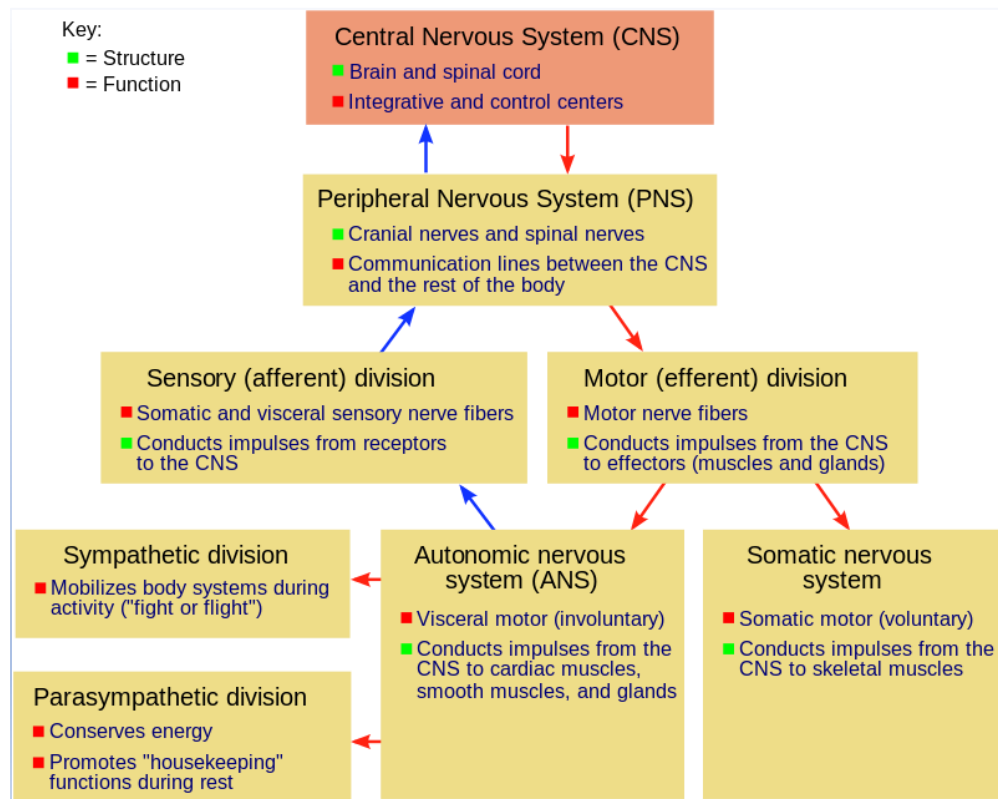 Key:
= Structure
= Function
Central Nervous System (CNS)
Brain and spinal cord
Integrative and control centers
Peripheral Nervous System (PNS)
Cranial nerves and spinal nerves
Communication lines between the CNS
and the rest of the body
Sensory (afferent) division
Somatic and visceral sensory nerve fibers
Conducts impulses from receptors
to the CNS
Motor (efferent) division
Motor nerve fibers
Conducts impulses from the CNS
to effectors (muscles and glands)
Sympathetic division
Mobilizes body systems during
activity ("fight or flight")
Parasympathetic division
Conserves energy
Promotes "housekeeping"
functions during rest
Autonomic nervous
system (ANS)
Visceral motor (involuntary)
Conducts impulses from the
CNS to cardiac muscles,
smooth muscles, and glands
Somatic nervous
system
Somatic motor (voluntary)
Conducts impulses from the
CNS to skeletal muscles